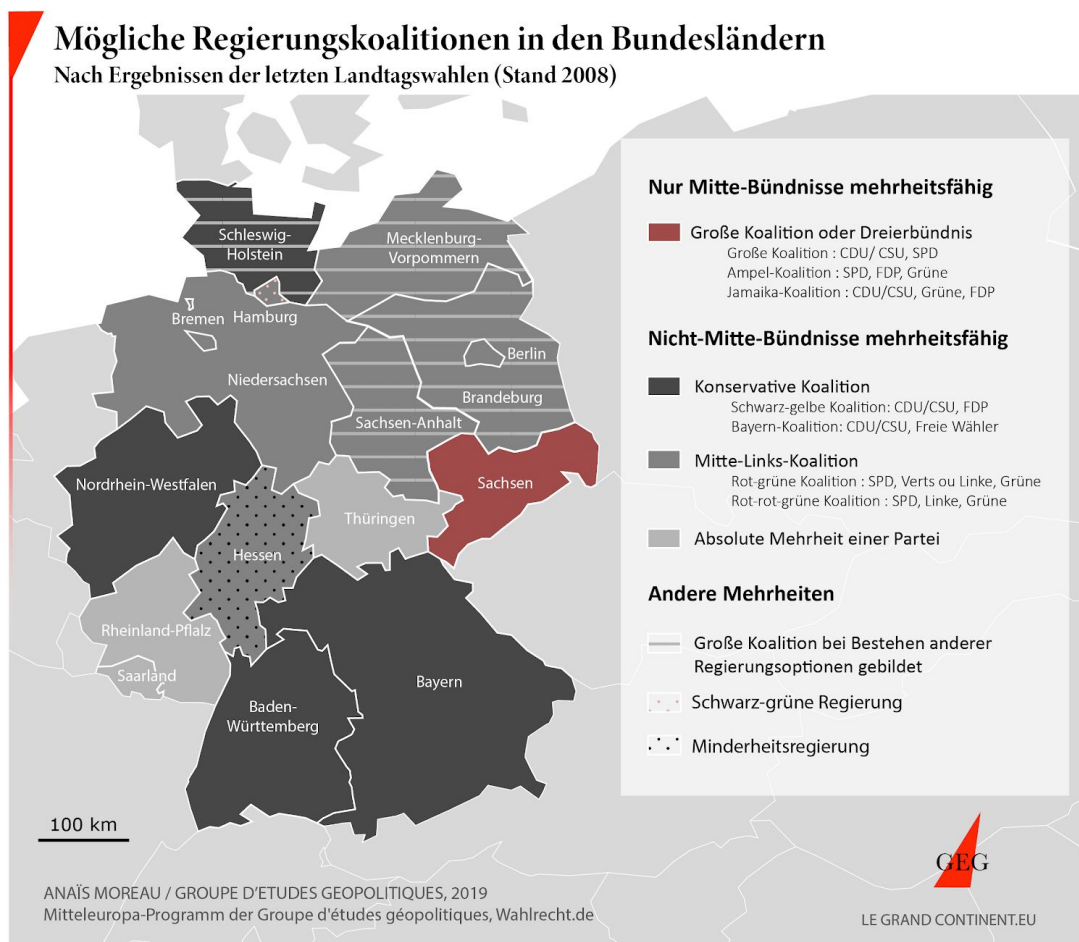 Mögliche Regierungskoalitionen in den Bundesländern
Nach Ergebnissen der letzten Landtagswahlen (Stand 2008)
Schleswig-
Holstein
Mecklenburg-
Vorpommern
Hamburg
Bremen
Berlin
Niedersachsen
Brandeburg
Sachsen-Anhalt
Nordrhein-Westfalen
Sachsen
Thüringen
Hessen
Rheinland-Pflalz
Saarland
Bayern
Baden-
Württemberg
100 km
Nur Mitte-Bündnisse mehrheitsfähig
Große Koalition oder Dreierbündnis
Große Koalition : CDU/ CSU, SPD
Ampel-Koalition : SPD, FDP, Grüne
Jamaika-Koalition : CDU/CSU, Grüne, FDP
Nicht-Mitte-Bündnisse mehrheitsfähig
Konservative Koalition
Schwarz-gelbe Koalition: CDU/CSU, FDP
Bayern-Koalition: CDU/CSU, Freie Wähler
Mitte-Links-Koalition
Rot-grüne Koalition : SPD, Verts ou Linke, Grüne
Rot-rot-grüne Koalition : SPD, Linke, Grüne
Absolute Mehrheit einer Partei
Andere Mehrheiten
Große Koalition bei Bestehen anderer
Regierungsoptionen gebildet
Schwarz-grüne Regierung
Minderheitsregierung
ANAÏS MOREAU / GROUPE D'ETUDES GEOPOLITIQUES, 2019
Mitteleuropa-Programm der Groupe d'études géopolitiques, Wahlrecht.de
GEG
LE GRAND CONTINENT.EU